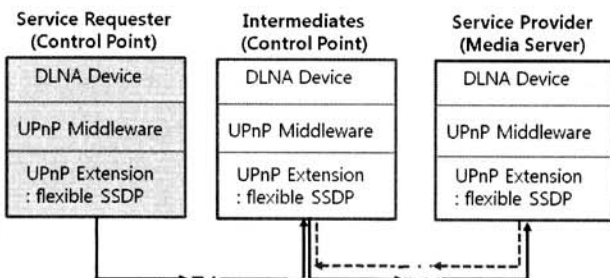 Service Requester
(Control Point)
DLNA Device
UPnP Middleware
UPnP Extension
: flexible SSDP
Intermediates
(Control Point)
DLNA Device
UPnP Middleware
UPnP Extension
: flexible SSDP
Service Provider
(Media Server)
DLNA Device
UPnP Middleware
UPnP Extension
: flexible SSDP